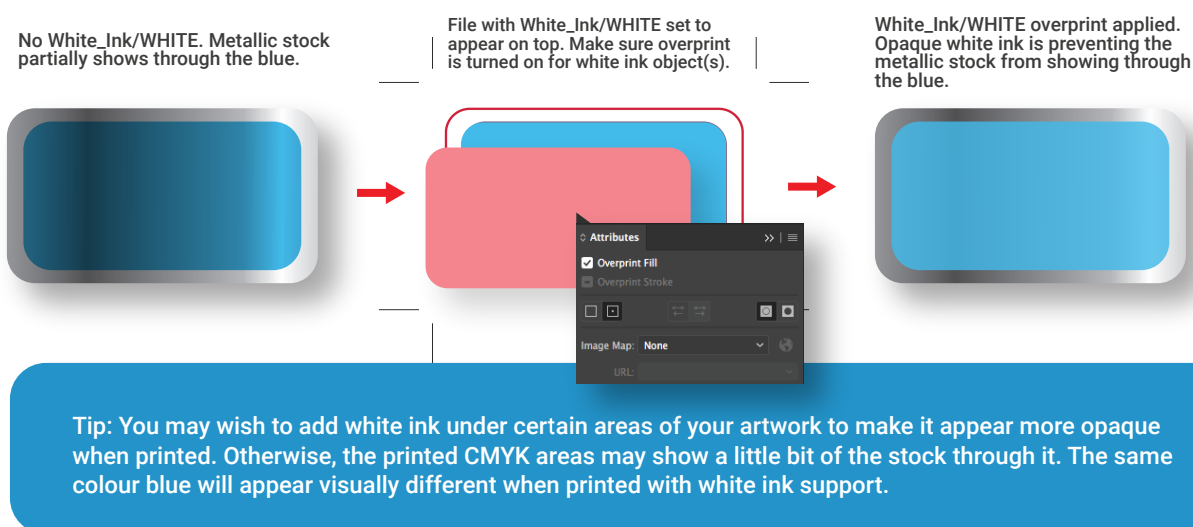 No White_Ink/WHITE. Metallic stock
partially shows through the blue.
File with White_Ink/WHITE set to
appear on top. Make sure overprint
is turned on for white ink object(s).
White_Ink/WHITE overprint applied.
Opaque white ink is preventing the
metallic stock from showing through
the blue.
Attributes
Overprint Fill
Overprint Stroke
Image Map: None
URL:
Tip: You may wish to add white ink under certain areas of your artwork to make it appear more opaque
when printed. Otherwise, the printed CMYK areas may show a little bit of the stock through it. The same
colour blue will appear visually different when printed with white ink support.